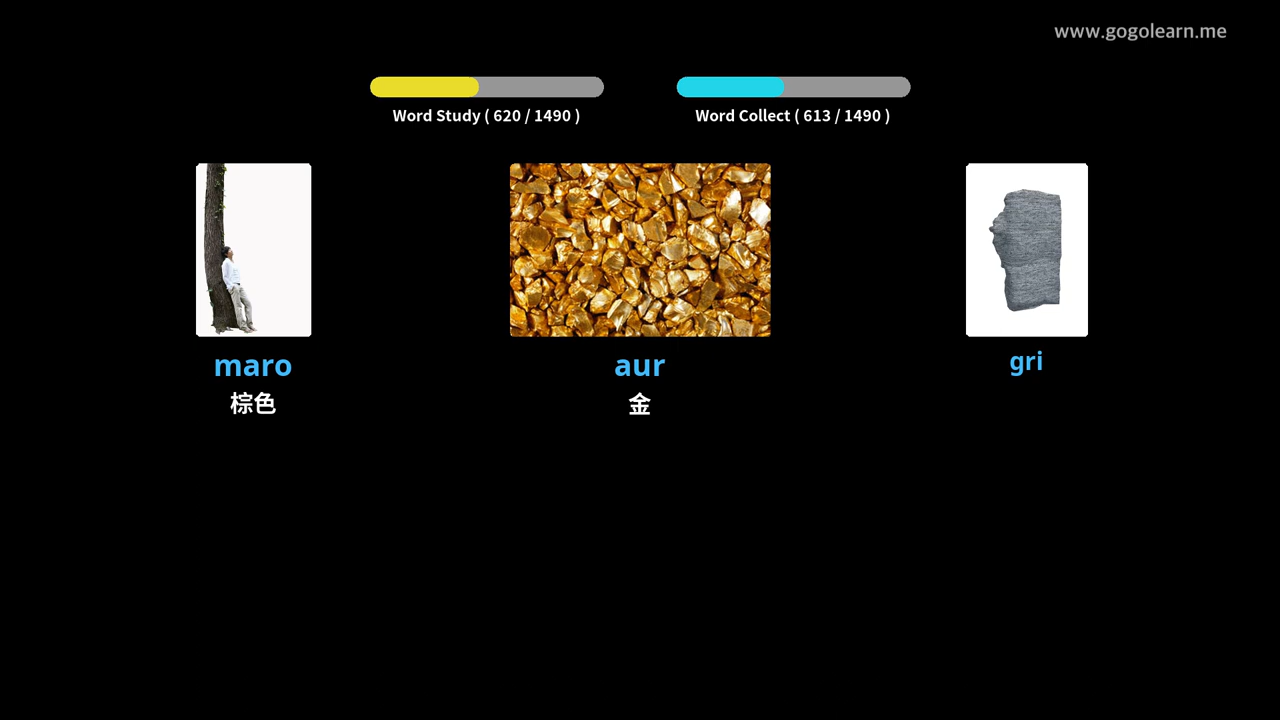 www.gogolearn.me
Word Study ( 620 / 1490 )
Word Collect ( 613 / 1490 )
maro
棕色
aur
金
gri